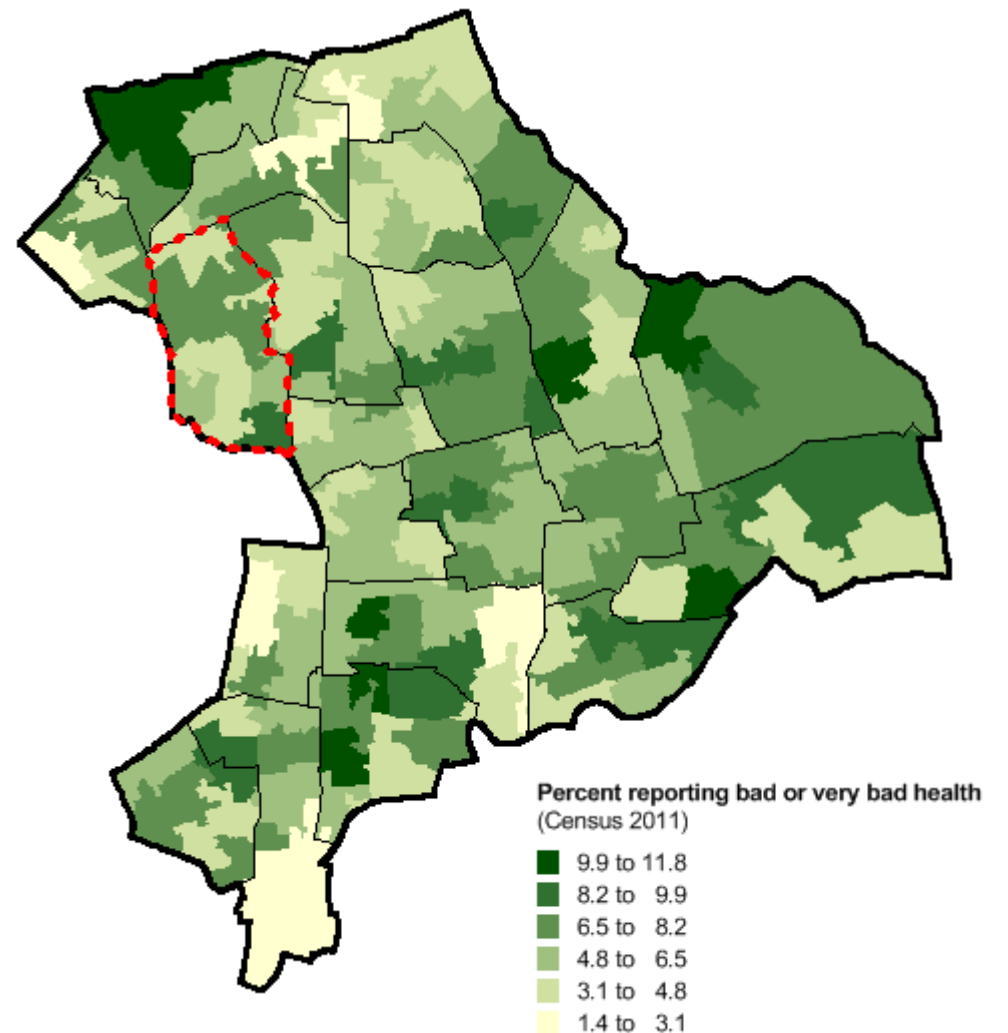 Percent reporting bad or very bad health
(Census 2011)
9.9 to 11.8
8.2 to 9.9
6.5 to 8.2
4.8 to 6.5
3.1 to 4.8
1.4 to 3.1